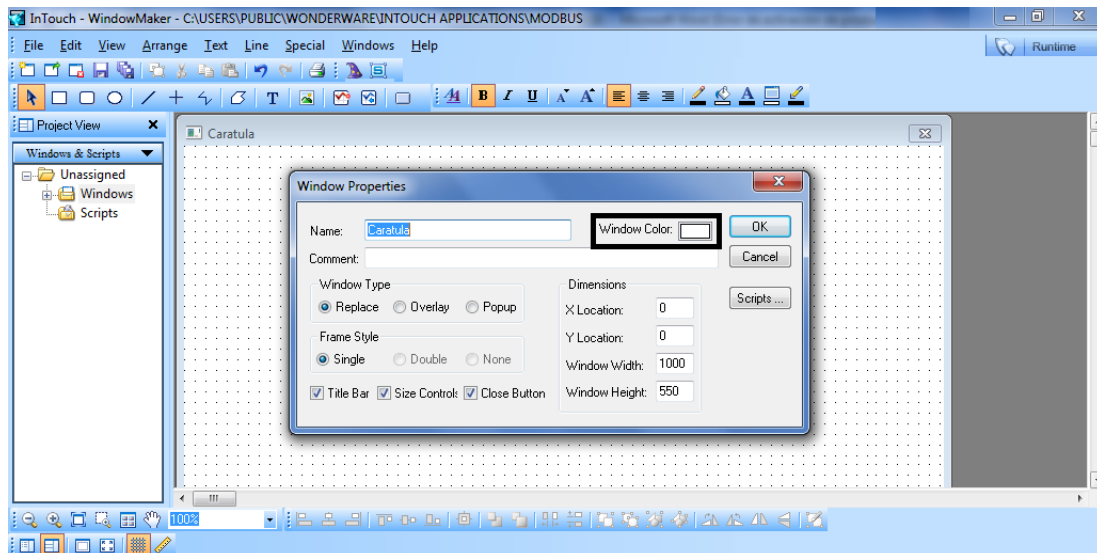 InTouch - WindowMaker - C:\USERS\PUBLIC\WONDERWARE\INTOUCH APPLICATIONS\MODBUS
File Edit View Arrange Text Line Special Windows Help
Runtime
T B I U A A A
Project View
Caratula
Windows & Scripts
Unassigned
Windows
Scripts
Window Properties
Name: Caratula Window Color: OK
Comment: Cancel
Window Type Dimensions Scripts ...
Replace Overlay Popup X Location: 0
Frame Style Y Location: 0
Single Double None Window Width: 1000
Title Bar Size Controls Close Button Window Height: 550
100%